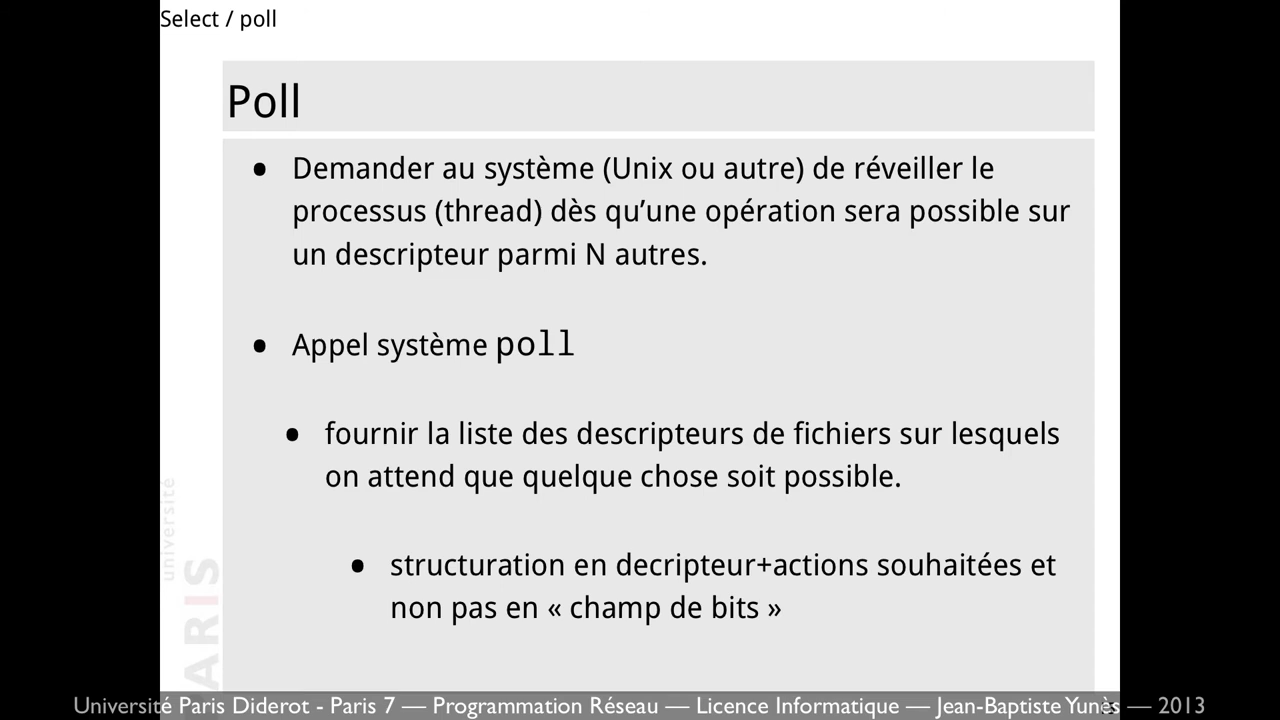 Select / poll
Poll
• Demander au système (Unix ou autre) de réveiller le
processus (thread) dès qu’une opération sera possible sur
un descripteur parmi N autres.
• Appel système poll
• fournir la liste des descripteurs de fichiers sur lesquels
on attend que quelque chose soit possible.
• structuration en decripteur+actions souhaitées et
non pas en « champ de bits »
université
PARIS
Université Paris Diderot - Paris 7 — Programmation Réseau — Licence Informatique — Jean-Baptiste Yunès — 2013